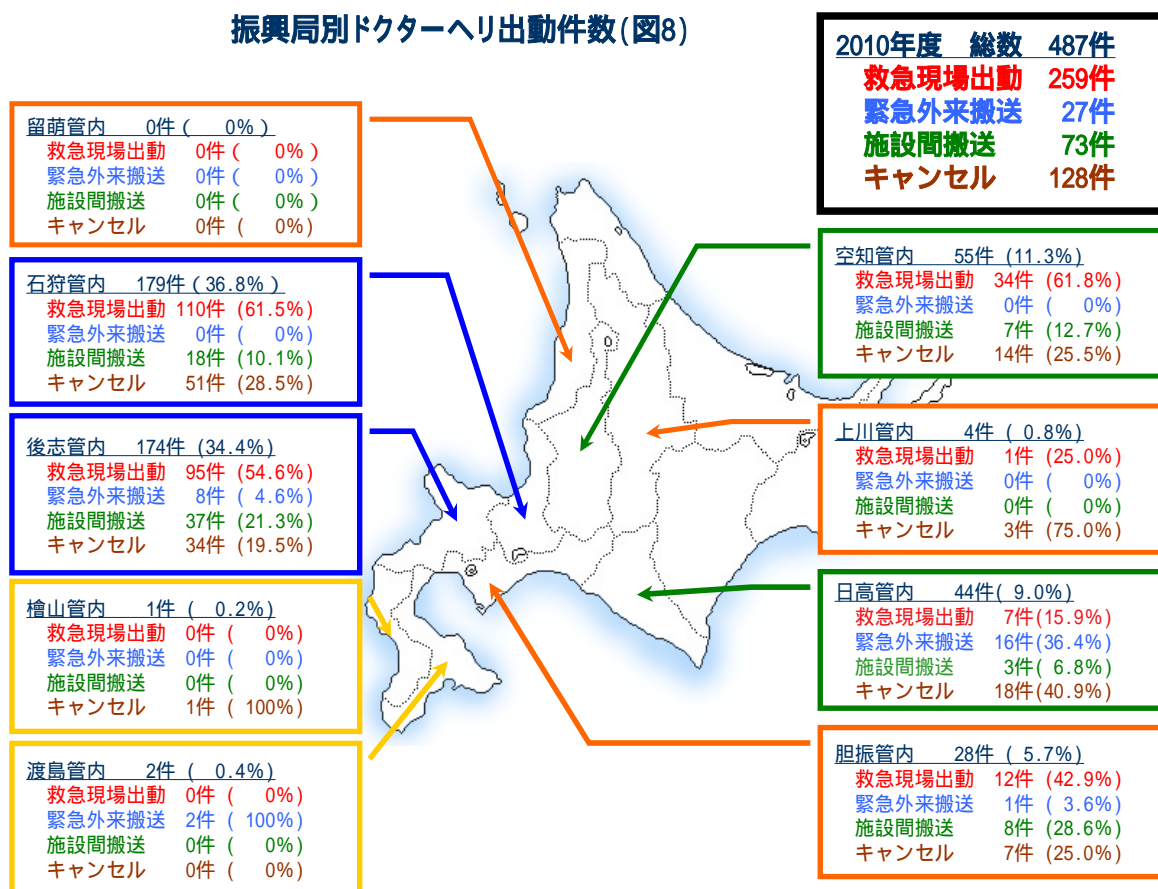 振興局別ドクターヘリ出動件数(図8)
2010年度 総数 487件
救急現場出動 259件
緊急外来搬送 27件
施設間搬送 73件
キャンセル 128件
留萌管内 0件 ( 0% )
救急現場出動 0件 ( 0% )
緊急外来搬送 0件 ( 0% )
施設間搬送 0件 ( 0% )
キャンセル 0件 ( 0%)
石狩管内 179件 (36.8% )
救急現場出動 110件 (61.5%)
緊急外来搬送 0件 ( 0%)
施設間搬送 18件 (10.1%)
キャンセル 51件 (28.5%)
後志管内 174件 (34.4%)
救急現場出動 95件 (54.6%)
緊急外来搬送 8件 ( 4.6%)
施設間搬送 37件 (21.3%)
キャンセル 34件 (19.5%)
檜山管内 1件 ( 0.2%)
救急現場出動 0件 ( 0%)
緊急外来搬送 0件 ( 0%)
施設間搬送 0件 ( 0%)
キャンセル 1件 ( 100%)
渡島管内 2件 ( 0.4%)
救急現場出動 0件 ( 0%)
緊急外来搬送 2件 ( 100%)
施設間搬送 0件 ( 0%)
キャンセル 0件 ( 0%)
空知管内 55件 (11.3%)
救急現場出動 34件 (61.8%)
緊急外来搬送 0件 ( 0%)
施設間搬送 7件 (12.7%)
キャンセル 14件 (25.5%)
上川管内 4件 ( 0.8%)
救急現場出動 1件 (25.0%)
緊急外来搬送 0件 ( 0%)
施設間搬送 0件 ( 0%)
キャンセル 3件 (75.0%)
日高管内 44件( 9.0%)
救急現場出動 7件(15.9%)
緊急外来搬送 16件(36.4%)
施設間搬送 3件( 6.8%)
キャンセル 18件(40.9%)
胆振管内 28件 ( 5.7%)
救急現場出動 12件 (42.9%)
緊急外来搬送 1件 ( 3.6%)
施設間搬送 8件 (28.6%)
キャンセル 7件 (25.0%)